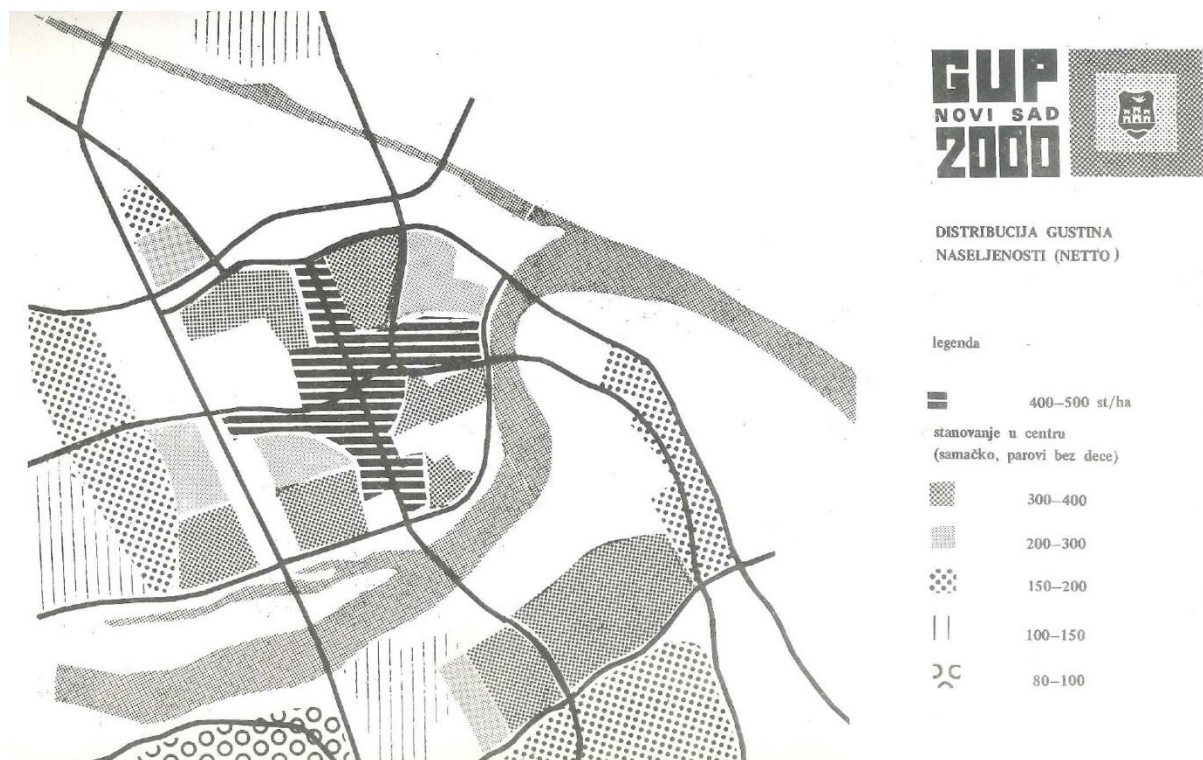 GUP
NOVI SAD
2000
DISTRIBUCIJA GUSTINA
NASELJENOSTI (NETTO)
legenda
400–500 st/ha
stanovanje u centru
(samačko, parovi bez dece)
300–400
200–300
150–200
100–150
80–100